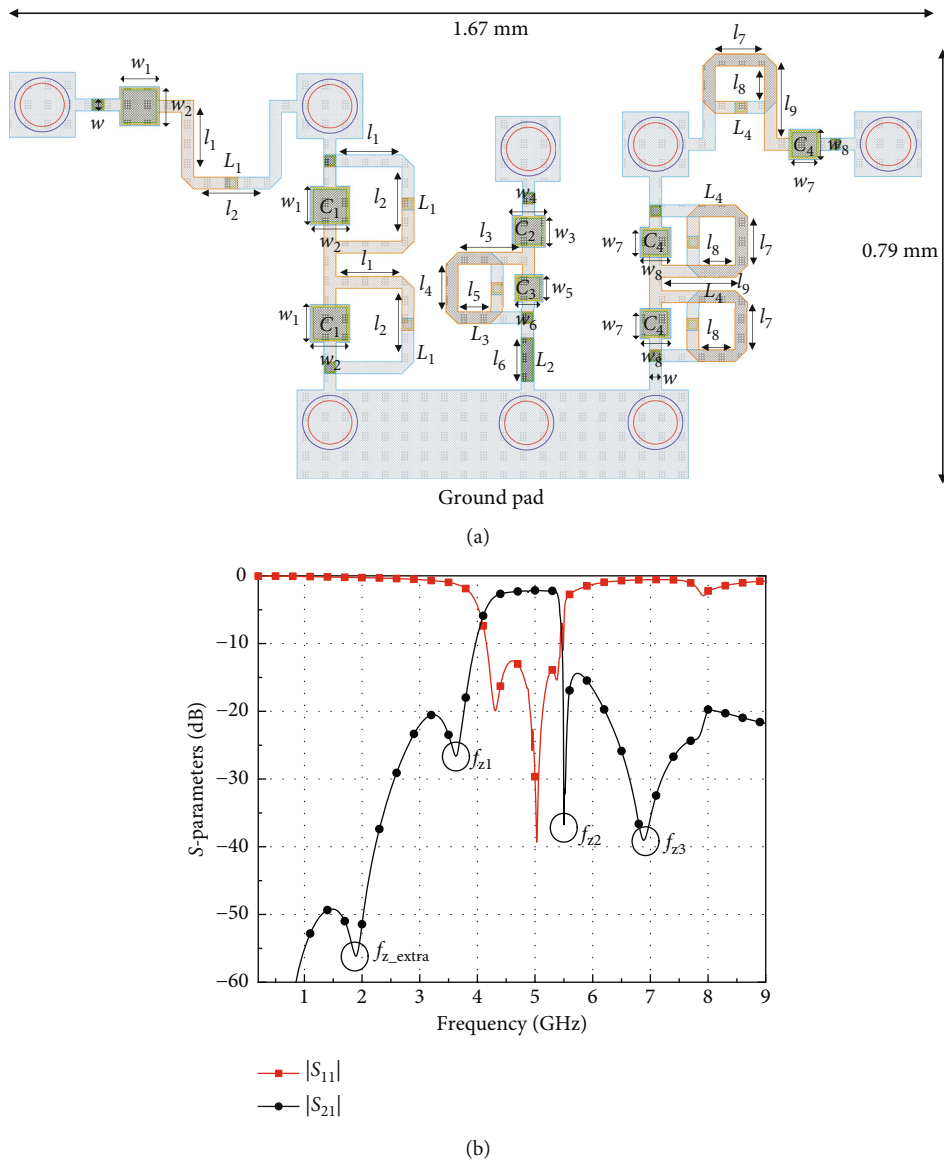 1.67 mm
l7
w1
l8
l9
w2
w
l1
l1
L4
C4
w8
L1
w7
l2
w4
L4
w1
C1
l2
L1
C2
w3
w7
C4
l7
l3
l8
w2
w8
0.79 mm
l1
l4
l5
C3
w5
L4
l9
w1
C1
l2
w6
w7
C4
l8
l7
L3
w2
L1
l6
L2
w8
w
Ground pad
(a)
0
−10
−20
−30
−40
−50
−60
S-parameters (dB)
fz1
fz2
fz3
fz_extra
1 2 3 4 5 6 7 8 9
Frequency (GHz)
|S11|
|S21|
(b)